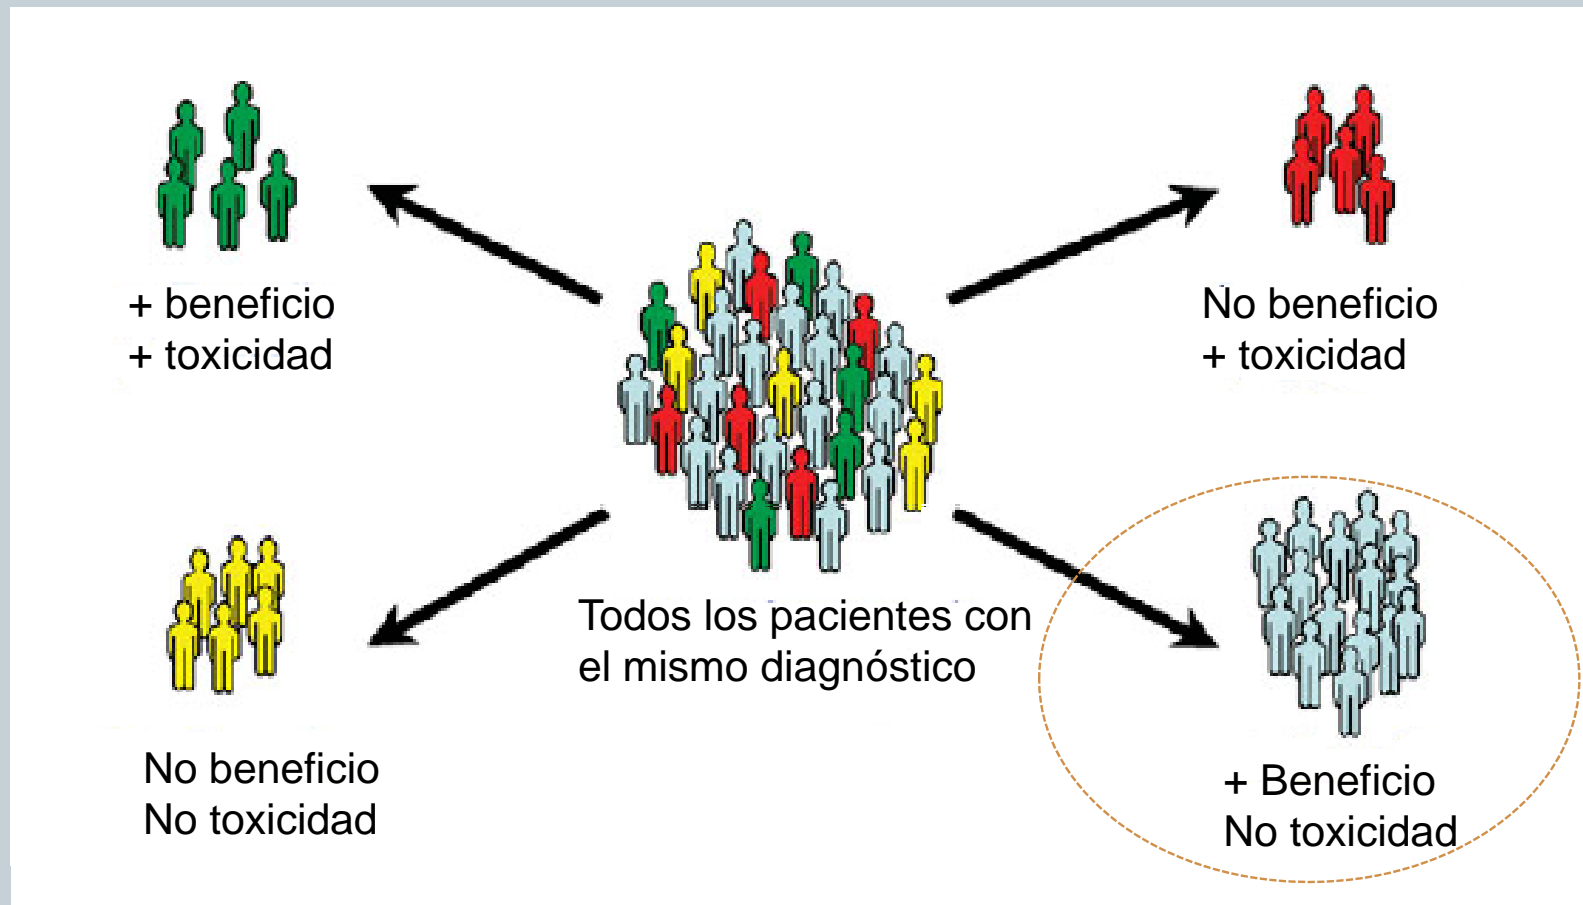 + beneficio
+ toxicidad
No beneficio
+ toxicidad
Todos los pacientes con
el mismo diagnóstico
No beneficio
No toxicidad
+ Beneficio
No toxicidad